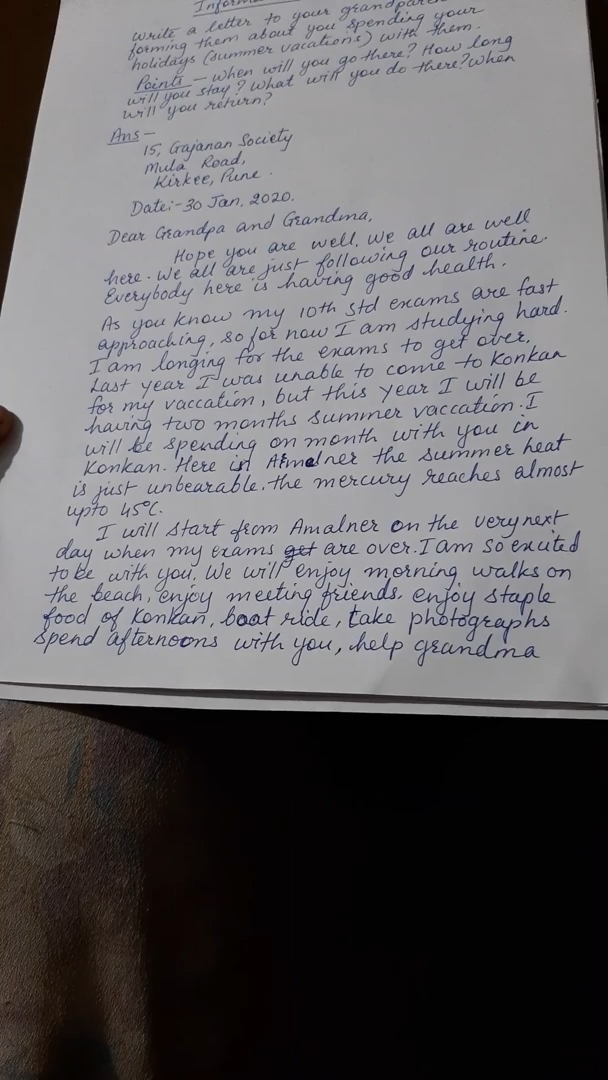 Inform
write a letter to your grandparen
forming them about you spending your
holidays (summer vacations) with them.
Points - when will you go there? How long
will you stay? What will you do there? When
will you return?
Ans -
15, Gajanan Society
Mula Road,
Kirkee, Pune.
Date:- 30 Jan, 2020.
Dear Grandpa and Grandma,
Hope you are well. We all are well
here. We all are just following our routine.
Everybody here is having good health.
As you know my 10th Std exams are fast
approaching, so for now I am studying hard.
I am longing for the exams to get over.
Last year I was unable to come to Konkan
for my vaccation, but this year I will be
having two months summer vaccation. I
will be spending on month with you in
Konkan. Here in Amalner the summer heat
is just unbearable. the mercury reaches almost
upto 45°C.
I will start from Amalner on the very next
day when my exams get are over. I am so excited
to be with you. We will enjoy morning walks on
the beach, enjoy meeting friends, enjoy staple
food of Konkan, boat ride, take photographs
spend afternoons with you, help grandma